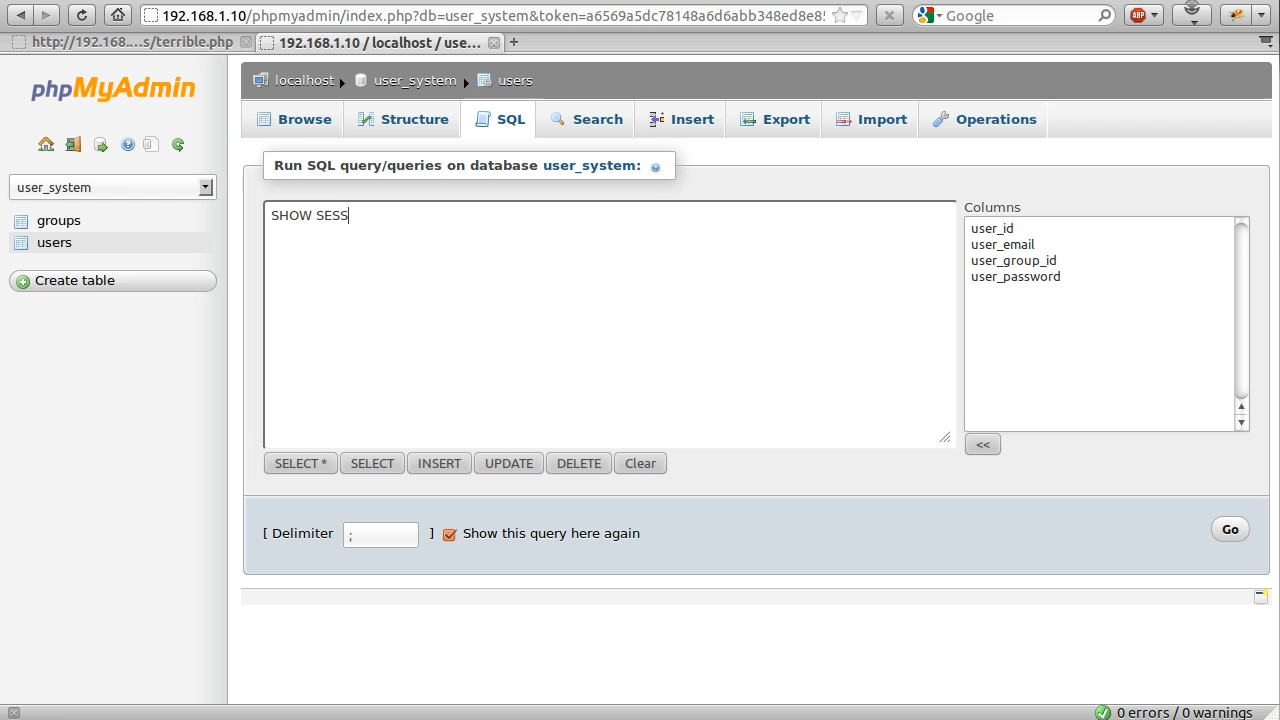 192.168.1.10/phpmyadmin/index.php?db=user_system&token=a6569a5dc78148a6d6abb348ed8e8
Google
ABP
http://192.168....s/terrible.php
192.168.1.10 / localhost / use...
phpMyAdmin
localhost
user_system
users
Browse
Structure
SQL
Search
Insert
Export
Import
Operations
user_system
groups
users
Create table
Run SQL query/queries on database user_system:
SHOW SESS
Columns
user_id
user_email
user_group_id
user_password
<<
SELECT *
SELECT
INSERT
UPDATE
DELETE
Clear
[ Delimiter
;
]
Show this query here again
Go
0 errors / 0 warnings